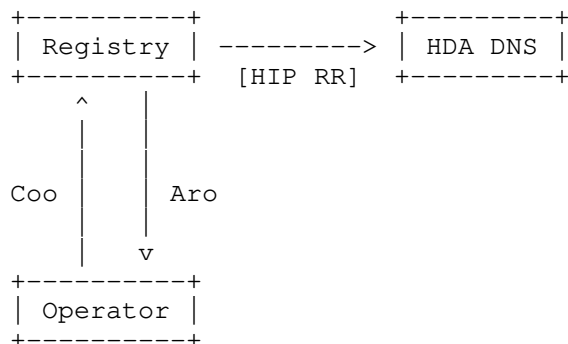 Registry
HDA DNS
[HIP RR]
Coo
Aro
Operator